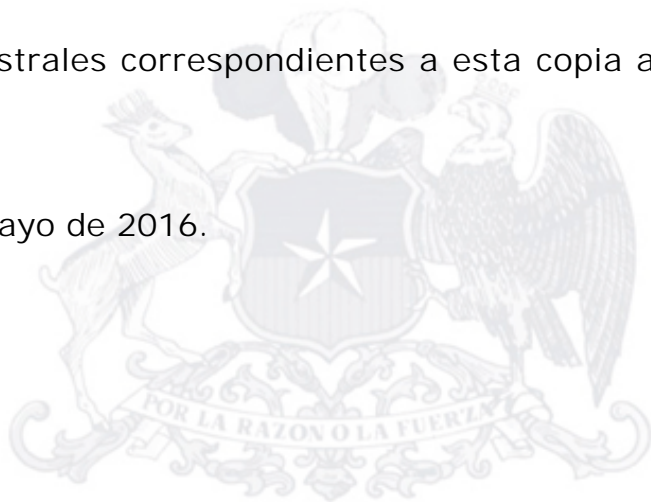 strales correspondientes a esta copia a
ayo de 2016.
POR LA RAZON O LA FUERZA